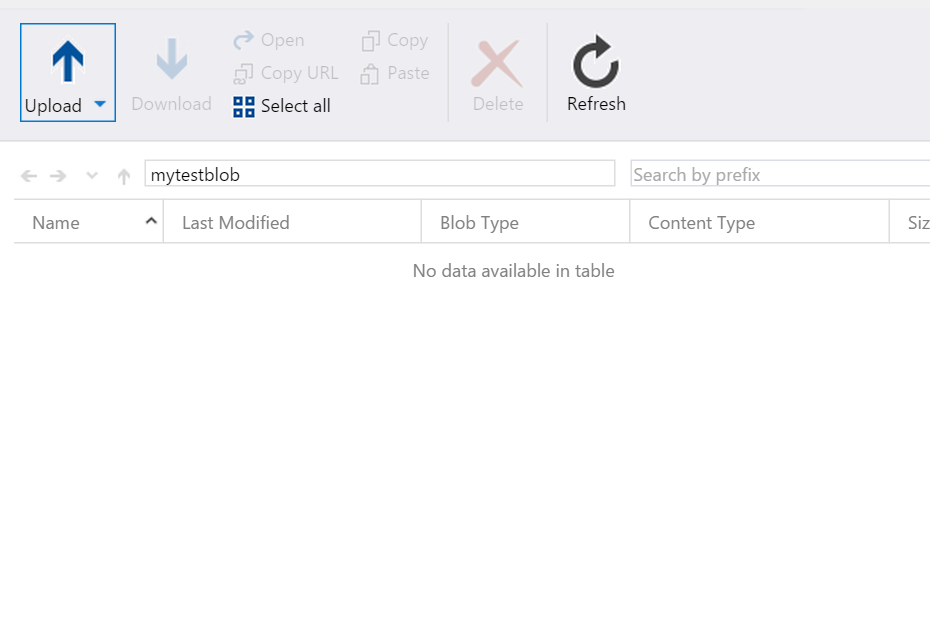 Upload
Download
Open
Copy URL
Select all
Copy
Paste
Delete
Refresh
mytestblob
Search by prefix
Name Last Modified Blob Type Content Type Siz
No data available in table